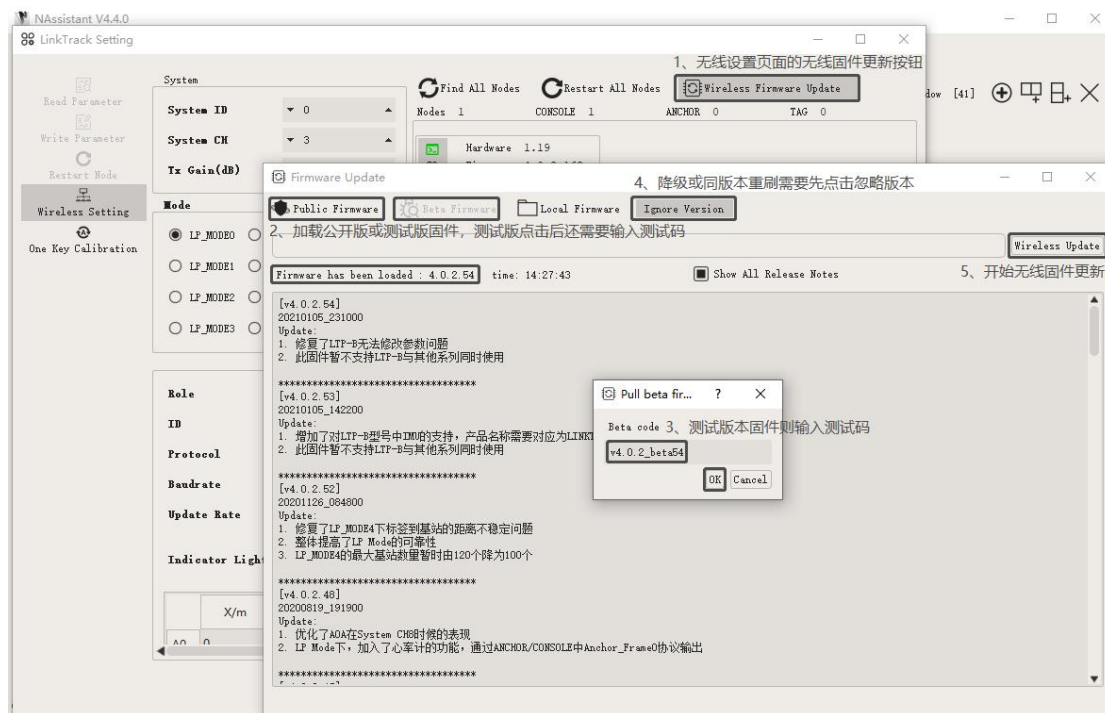 NAssistant V4.4.0
LinkTrack Setting
1、无线设置页面的无线固件更新按钮
Read Parameter
Write Parameter
Restart Node
Wireless Setting
One Key Calibration
System
System ID 0
System CH 3
Tx Gain(dB)
Find All Nodes Restart All Nodes Wireless Firmware Update
Nodes 1 CONSOLE 1 ANCHOR 0 TAG 0
Hardware 1.19
[41]
Mode
LP_MODE0
LP_MODE1
LP_MODE2
LP_MODE3
Role
ID
Protocol
Baudrate
Update Rate
Indicator Light
X/m
A0 0
Firmware Update
4、降级或同版本重刷需要先点击忽略版本
Public Firmware Beta Firmware Local Firmware Ignore Version
2、加载公开版或测试版固件，测试版点击后还需要输入测试码
Wireless Update
Firmware has been loaded : 4.0.2.54 time: 14:27:43 Show All Release Notes
5、开始无线固件更新
[v4.0.2.54]
20210105_231000
Update:
1. 修复了LTP-B无法修改参数问题
2. 此固件暂不支持LTP-B与其他系列同时使用
***********************************
[v4.0.2.53]
20210105_142200
Update:
1. 增加了对LTP-B型号中IMU的支持，产品名称需要对应为LINKT
2. 此固件暂不支持LTP-B与其他系列同时使用
***********************************
[v4.0.2.52]
20201126_084800
Update:
1. 修复了LP_MODE4下标签到基站的距离不稳定问题
2. 整体提高了LP Mode的可靠性
3. LP_MODE4的最大基站数量暂时由120个降为100个
***********************************
[v4.0.2.48]
20200819_191900
Update:
1. 优化了AOA在System CH8时候的表现
2. LP Mode下，加入了心率计的功能，通过ANCHOR/CONSOLE中Anchor_Frame0协议输出
***********************************
Pull beta fir... ?
Beta code 3、测试版本固件则输入测试码
v4.0.2_beta54
OK Cancel